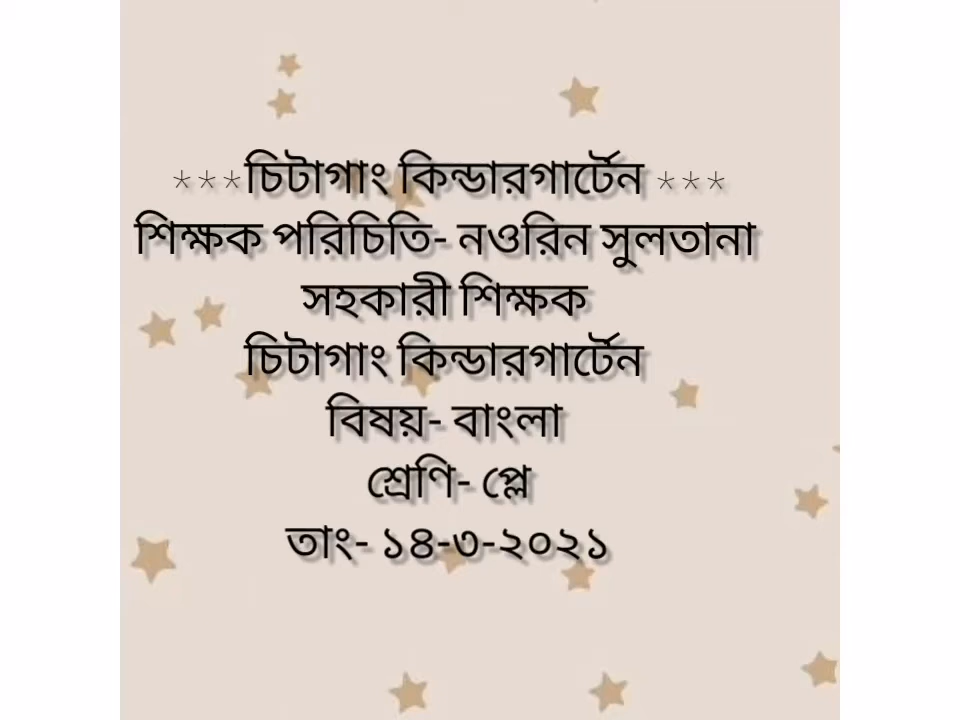 ***চিটাগাং কিন্ডারগার্টেন ***
শিক্ষক পরিচিতি- নওরিন সুলতানা
সহকারী শিক্ষক
চিটাগাং কিন্ডারগার্টেন
বিষয়- বাংলা
শ্রেণি- প্লে
তাং- ১৪-৩-২০২১